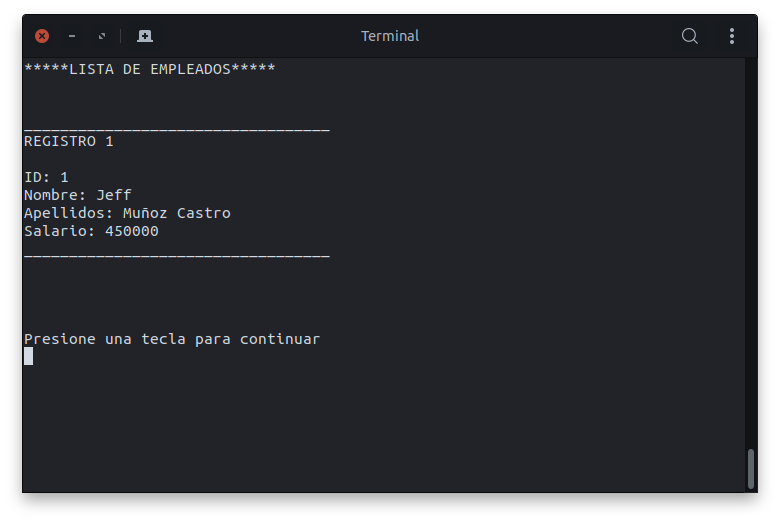 Terminal
*****LISTA DE EMPLEADOS*****
__________________________________
REGISTRO 1
ID: 1
Nombre: Jeff
Apellidos: Muñoz Castro
Salario: 450000
__________________________________
Presione una tecla para continuar